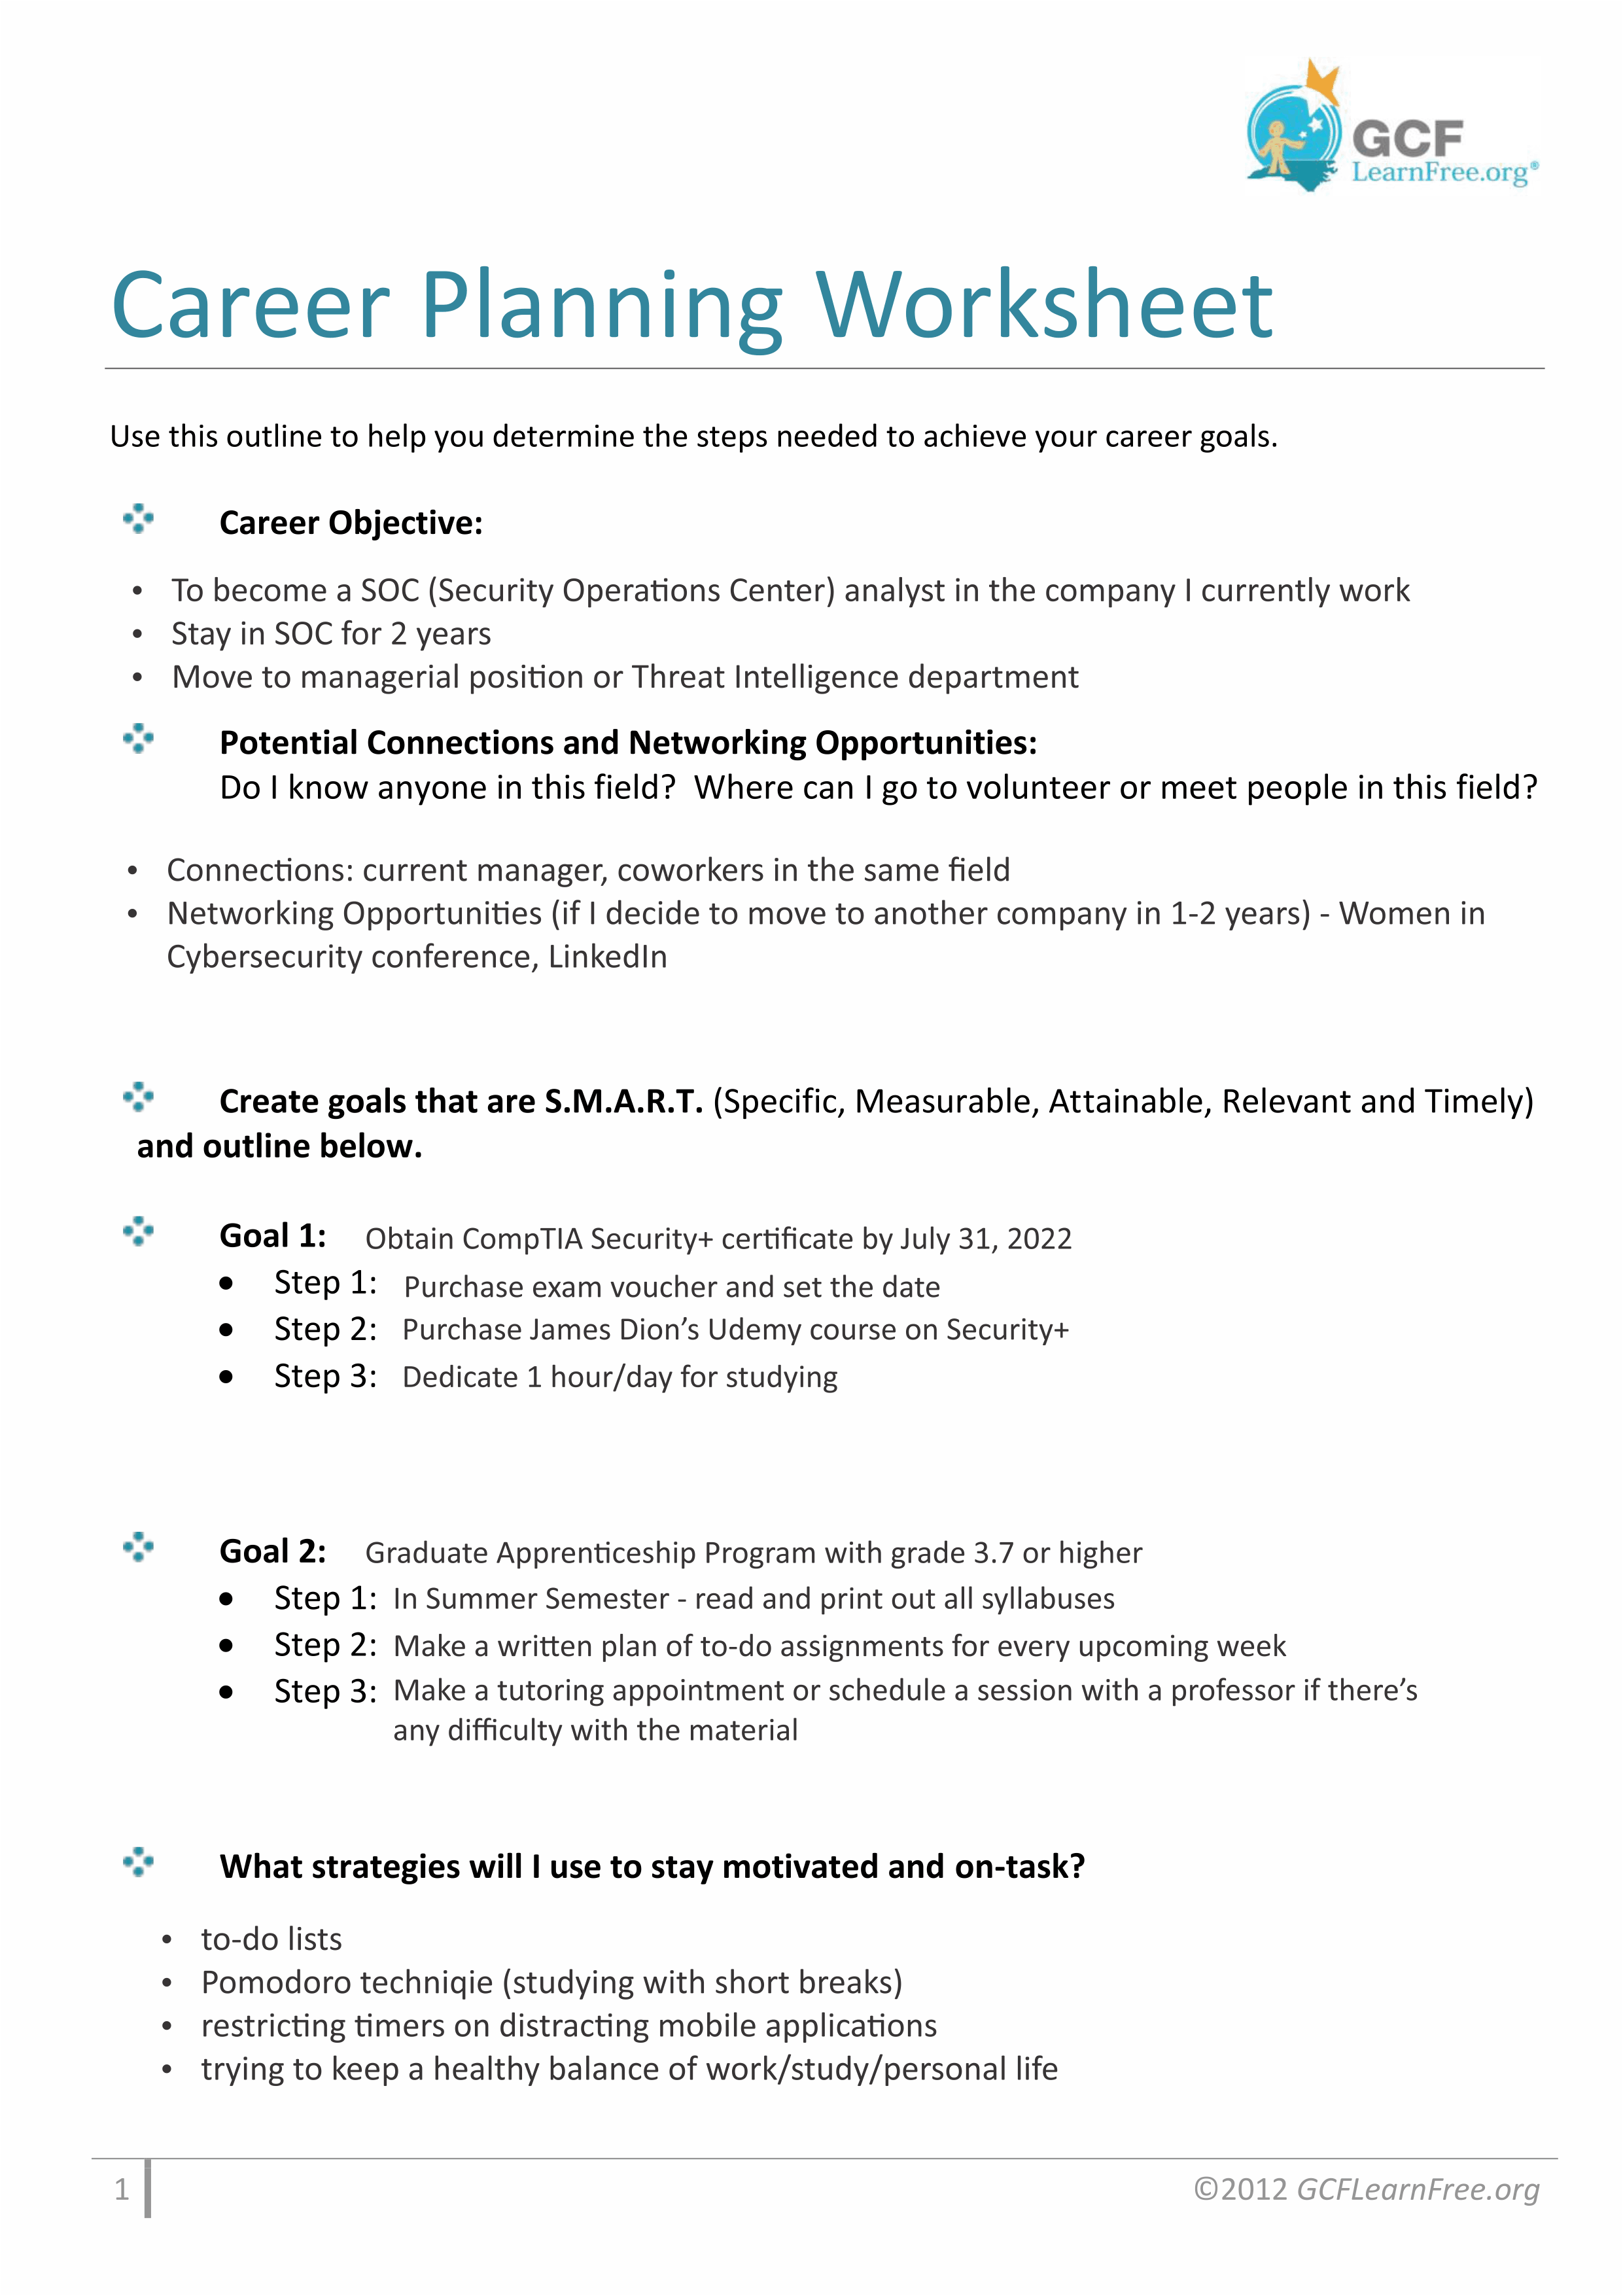 GCF
LearnFree.org®
Career Planning Worksheet
Use this outline to help you determine the steps needed to achieve your career goals.
Career Objective:
• To become a SOC (Security Operations Center) analyst in the company I currently work
• Stay in SOC for 2 years
• Move to managerial position or Threat Intelligence department
Potential Connections and Networking Opportunities:
Do I know anyone in this field?  Where can I go to volunteer or meet people in this field?
• Connections: current manager, coworkers in the same field
• Networking Opportunities (if I decide to move to another company in 1-2 years) - Women in
Cybersecurity conference, LinkedIn
Create goals that are S.M.A.R.T. (Specific, Measurable, Attainable, Relevant and Timely)
and outline below.
Goal 1: Obtain CompTIA Security+ certificate by July 31, 2022
• Step 1: Purchase exam voucher and set the date
• Step 2: Purchase James Dion’s Udemy course on Security+
• Step 3: Dedicate 1 hour/day for studying
Goal 2: Graduate Apprenticeship Program with grade 3.7 or higher
• Step 1: In Summer Semester - read and print out all syllabuses
• Step 2: Make a written plan of to-do assignments for every upcoming week
• Step 3: Make a tutoring appointment or schedule a session with a professor if there’s
any difficulty with the material
What strategies will I use to stay motivated and on-task?
• to-do lists
• Pomodoro techniqie (studying with short breaks)
• restricting timers on distracting mobile applications
• trying to keep a healthy balance of work/study/personal life
1
©2012 GCFLearnFree.org